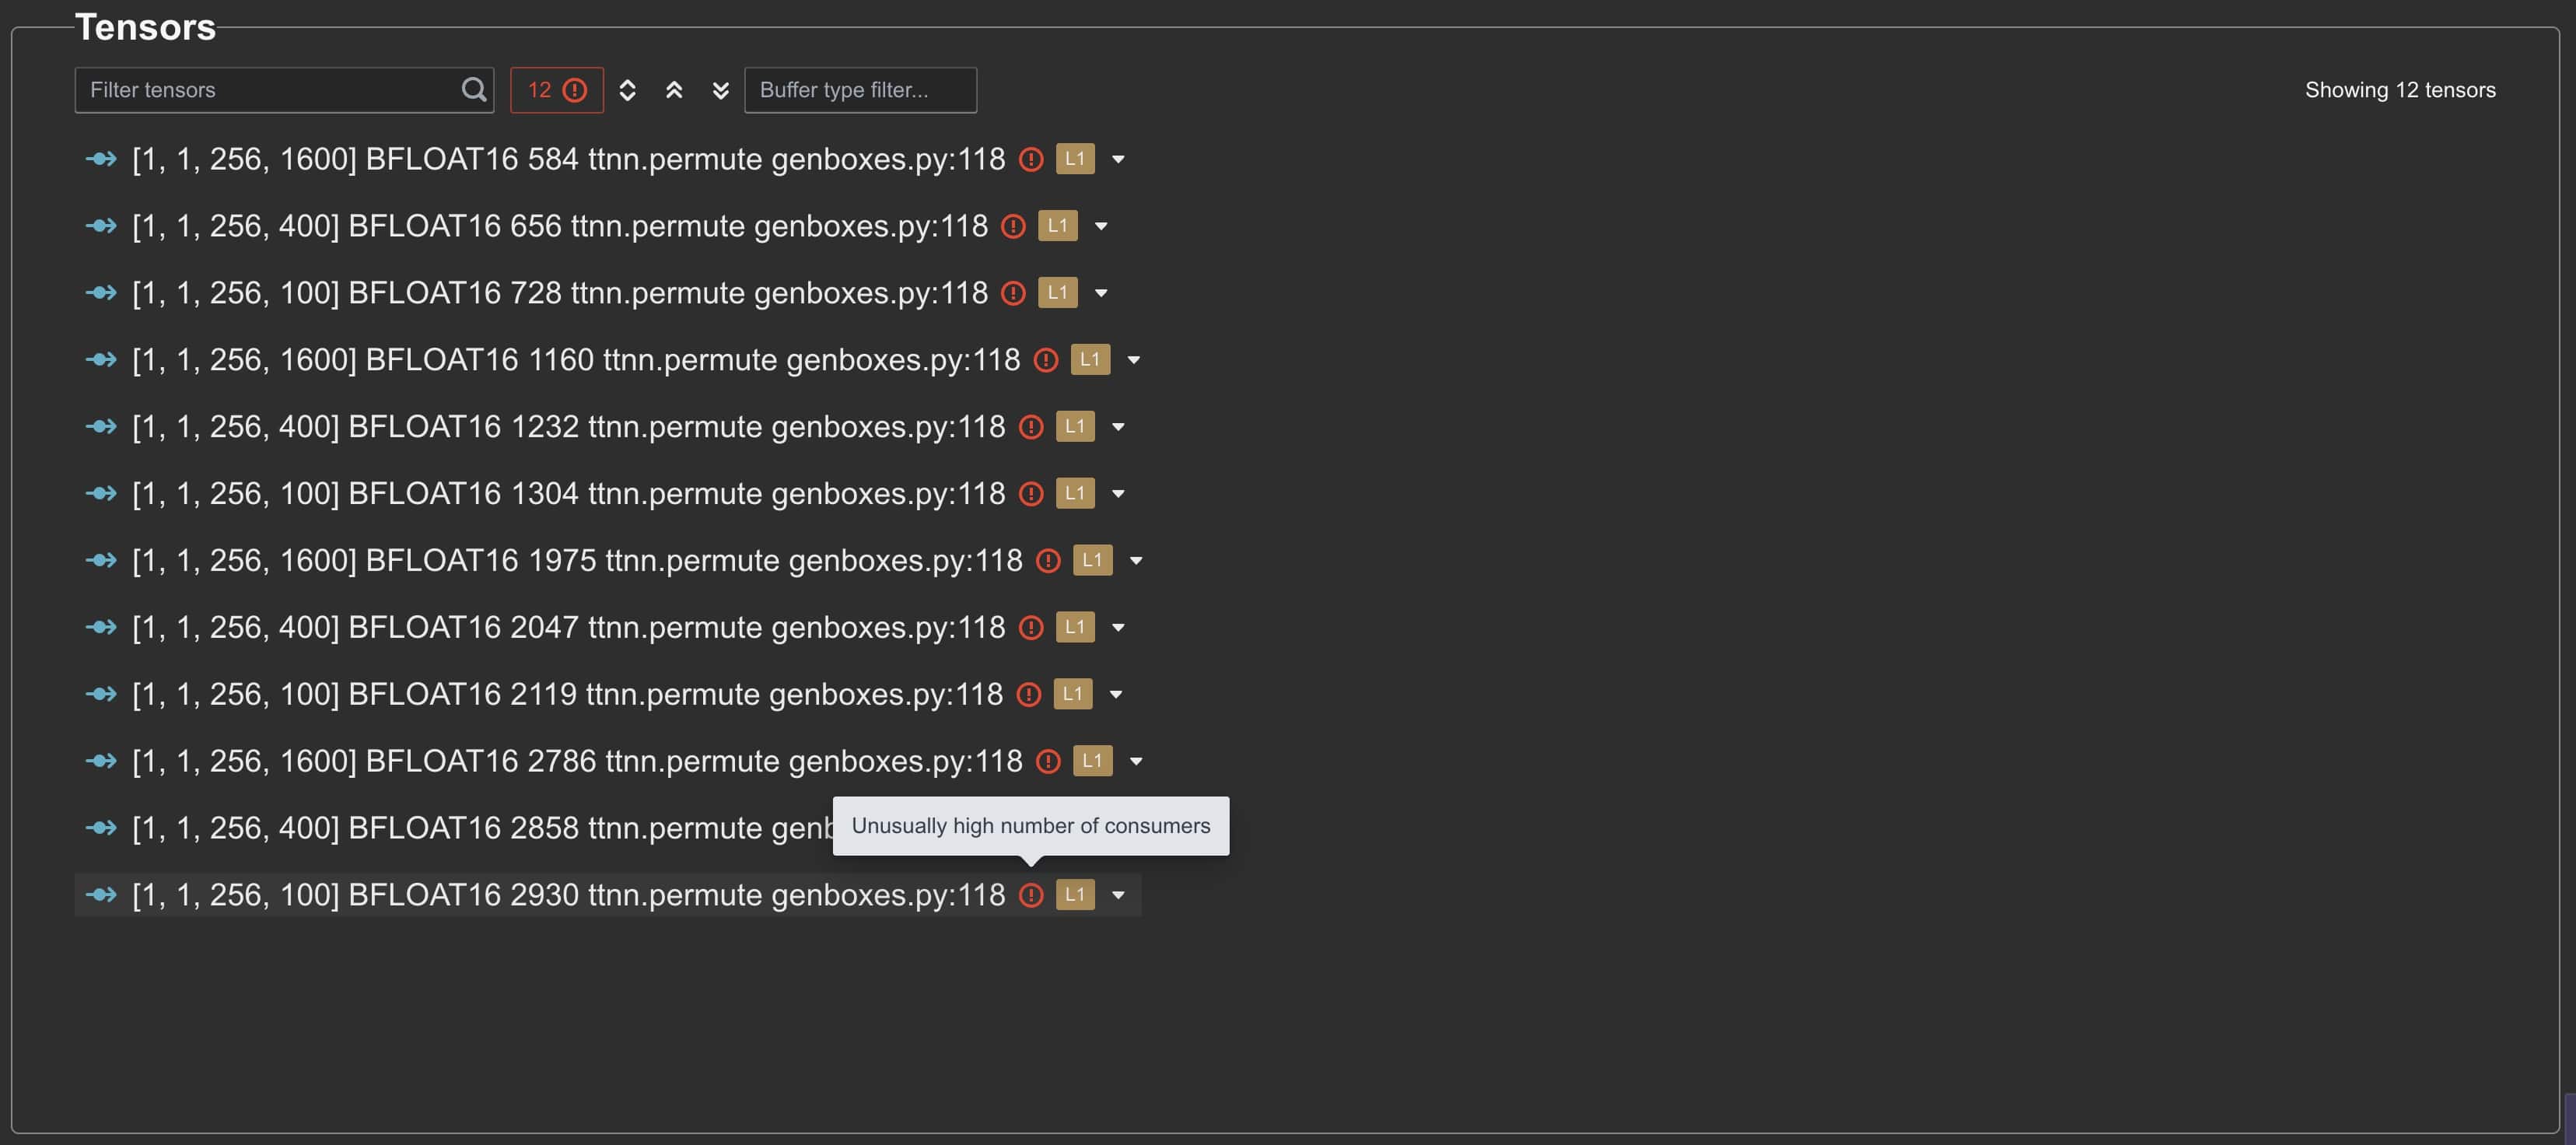 Tensors
Filter tensors 12 Buffer type filter... Showing 12 tensors
[1, 1, 256, 1600] BFLOAT16 584 ttnn.permute genboxes.py:118 L1
[1, 1, 256, 400] BFLOAT16 656 ttnn.permute genboxes.py:118 L1
[1, 1, 256, 100] BFLOAT16 728 ttnn.permute genboxes.py:118 L1
[1, 1, 256, 1600] BFLOAT16 1160 ttnn.permute genboxes.py:118 L1
[1, 1, 256, 400] BFLOAT16 1232 ttnn.permute genboxes.py:118 L1
[1, 1, 256, 100] BFLOAT16 1304 ttnn.permute genboxes.py:118 L1
[1, 1, 256, 1600] BFLOAT16 1975 ttnn.permute genboxes.py:118 L1
[1, 1, 256, 400] BFLOAT16 2047 ttnn.permute genboxes.py:118 L1
[1, 1, 256, 100] BFLOAT16 2119 ttnn.permute genboxes.py:118 L1
[1, 1, 256, 1600] BFLOAT16 2786 ttnn.permute genboxes.py:118 L1
[1, 1, 256, 400] BFLOAT16 2858 ttnn.permute genb
Unusually high number of consumers
[1, 1, 256, 100] BFLOAT16 2930 ttnn.permute genboxes.py:118 L1